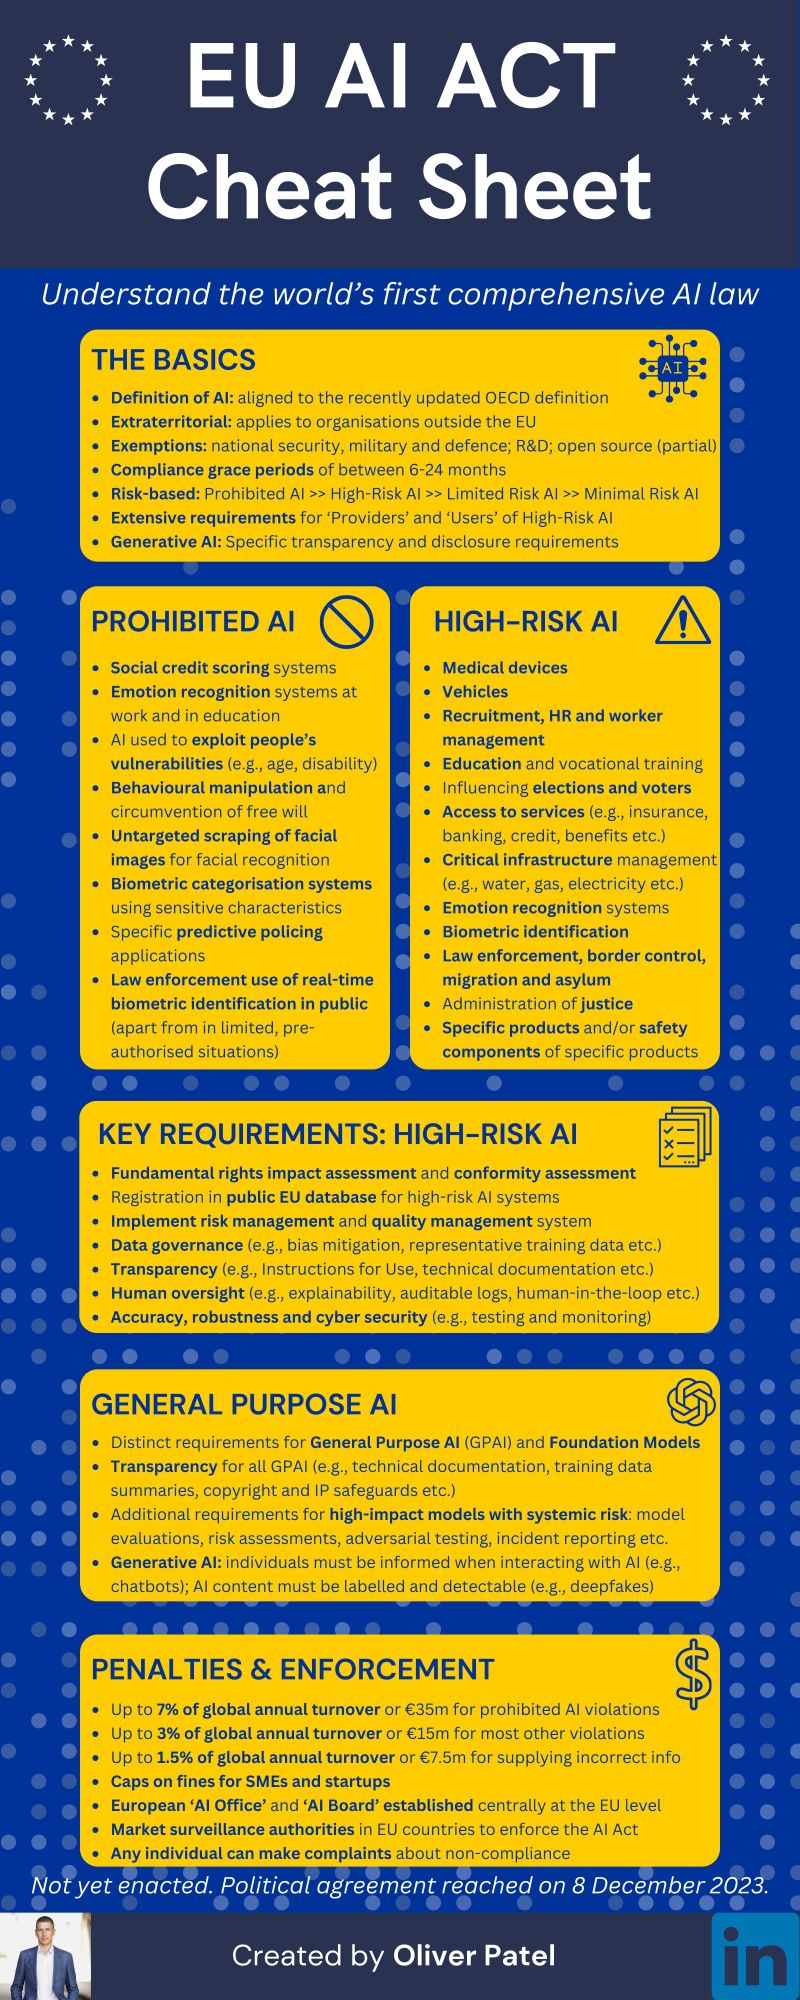 EU AI ACT
Cheat Sheet
Understand the world's first comprehensive AI law
THE BASICS
AI
• Definition of AI: aligned to the recently updated OECD definition
• Extraterritorial: applies to organisations outside the EU
• Exemptions: national security, military and defence; R&D; open source (partial)
• Compliance grace periods of between 6-24 months
• Risk-based: Prohibited AI >> High-Risk AI >> Limited Risk AI >> Minimal Risk AI
• Extensive requirements for 'Providers' and 'Users' of High-Risk AI
• Generative AI: Specific transparency and disclosure requirements
PROHIBITED AI
• Social credit scoring systems
• Emotion recognition systems at
work and in education
• AI used to exploit people's
vulnerabilities (e.g., age, disability)
• Behavioural manipulation and
circumvention of free will
• Untargeted scraping of facial
images for facial recognition
• Biometric categorisation systems
using sensitive characteristics
• Specific predictive policing
applications
• Law enforcement use of real-time
biometric identification in public
(apart from in limited, pre-
authorised situations)
HIGH-RISK AI
• Medical devices
• Vehicles
• Recruitment, HR and worker
management
• Education and vocational training
• Influencing elections and voters
• Access to services (e.g., insurance,
banking, credit, benefits etc.)
• Critical infrastructure management
(e.g., water, gas, electricity etc.)
• Emotion recognition systems
• Biometric identification
• Law enforcement, border control,
migration and asylum
• Administration of justice
• Specific products and/or safety
components of specific products
KEY REQUIREMENTS: HIGH-RISK AI
• Fundamental rights impact assessment and conformity assessment
• Registration in public EU database for high-risk AI systems
• Implement risk management and quality management system
• Data governance (e.g., bias mitigation, representative training data etc.)
• Transparency (e.g., Instructions for Use, technical documentation etc.)
• Human oversight (e.g., explainability, auditable logs, human-in-the-loop etc.)
• Accuracy, robustness and cyber security (e.g., testing and monitoring)
GENERAL PURPOSE AI
• Distinct requirements for General Purpose AI (GPAI) and Foundation Models
• Transparency for all GPAI (e.g., technical documentation, training data
summaries, copyright and IP safeguards etc.)
• Additional requirements for high-impact models with systemic risk: model
evaluations, risk assessments, adversarial testing, incident reporting etc.
• Generative AI: individuals must be informed when interacting with AI (e.g.,
chatbots); AI content must be labelled and detectable (e.g., deepfakes)
PENALTIES & ENFORCEMENT
$
• Up to 7% of global annual turnover or €35m for prohibited AI violations
• Up to 3% of global annual turnover or €15m for most other violations
• Up to 1.5% of global annual turnover or €7.5m for supplying incorrect info
• Caps on fines for SMEs and startups
• European 'AI Office' and 'AI Board' established centrally at the EU level
• Market surveillance authorities in EU countries to enforce the AI Act
• Any individual can make complaints about non-compliance
Not yet enacted. Political agreement reached on 8 December 2023.
Created by Oliver Patel
in